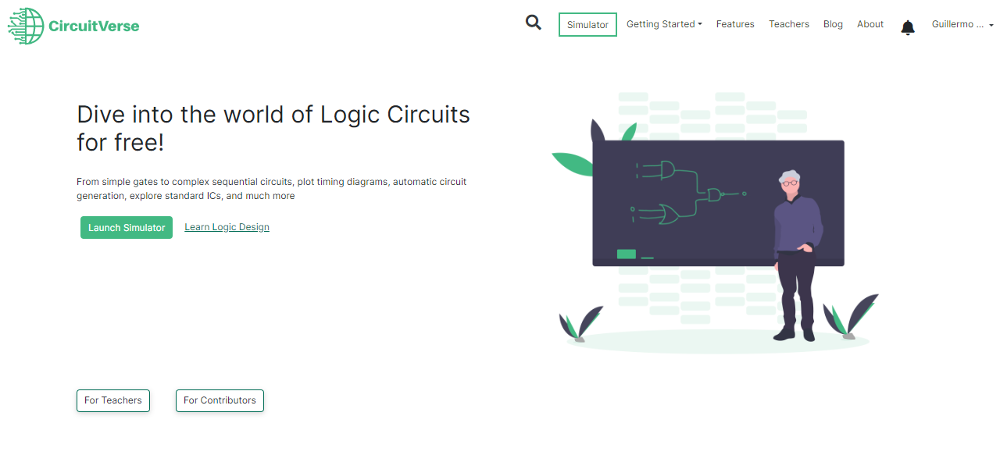 CircuitVerse
Simulator
Getting Started
Features
Teachers
Blog
About
Guillermo ...
Dive into the world of Logic Circuits
for free!
From simple gates to complex sequential circuits, plot timing diagrams, automatic circuit
generation, explore standard ICs, and much more
Launch Simulator
Learn Logic Design
For Teachers
For Contributors